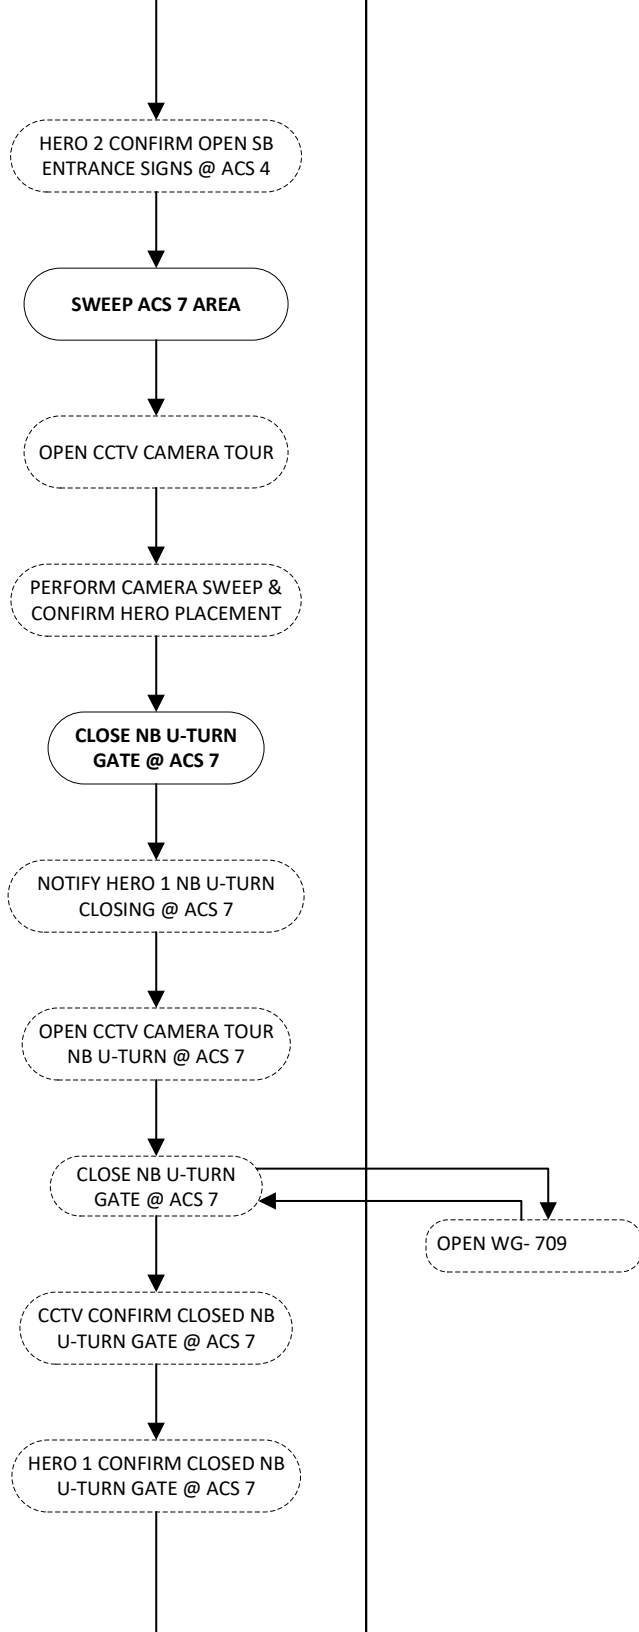 HERO 2 CONFIRM OPEN SB
ENTRANCE SIGNS @ ACS 4
SWEEP ACS 7 AREA
OPEN CCTV CAMERA TOUR
PERFORM CAMERA SWEEP &
CONFIRM HERO PLACEMENT
CLOSE NB U-TURN
GATE @ ACS 7
NOTIFY HERO 1 NB U-TURN
CLOSING @ ACS 7
OPEN CCTV CAMERA TOUR
NB U-TURN @ ACS 7
CLOSE NB U-TURN
GATE @ ACS 7
OPEN WG- 709
CCTV CONFIRM CLOSED NB
U-TURN GATE @ ACS 7
HERO 1 CONFIRM CLOSED NB
U-TURN GATE @ ACS 7